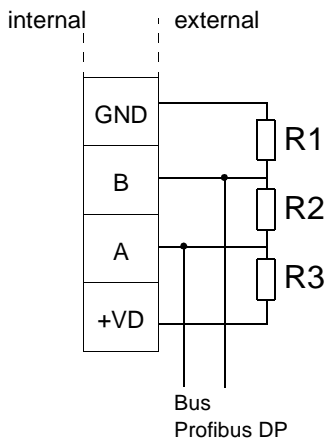 internal external
GND
R1
B
R2
A
R3
+VD
Bus
Profibus DP